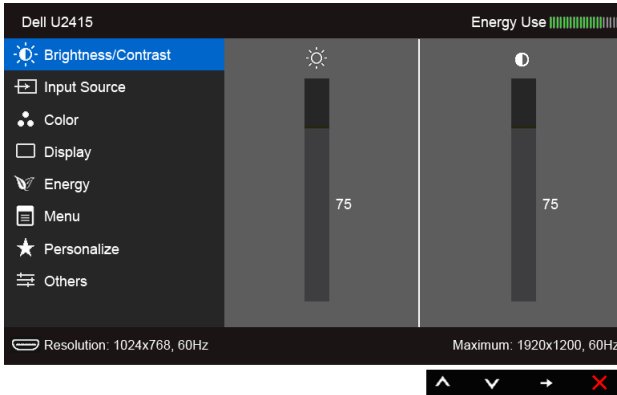 Dell U2415
Energy Use
Brightness/Contrast
Input Source
Color
Display
Energy
Menu
Personalize
Others
75
75
Resolution: 1024x768, 60Hz
Maximum: 1920x1200, 60Hz